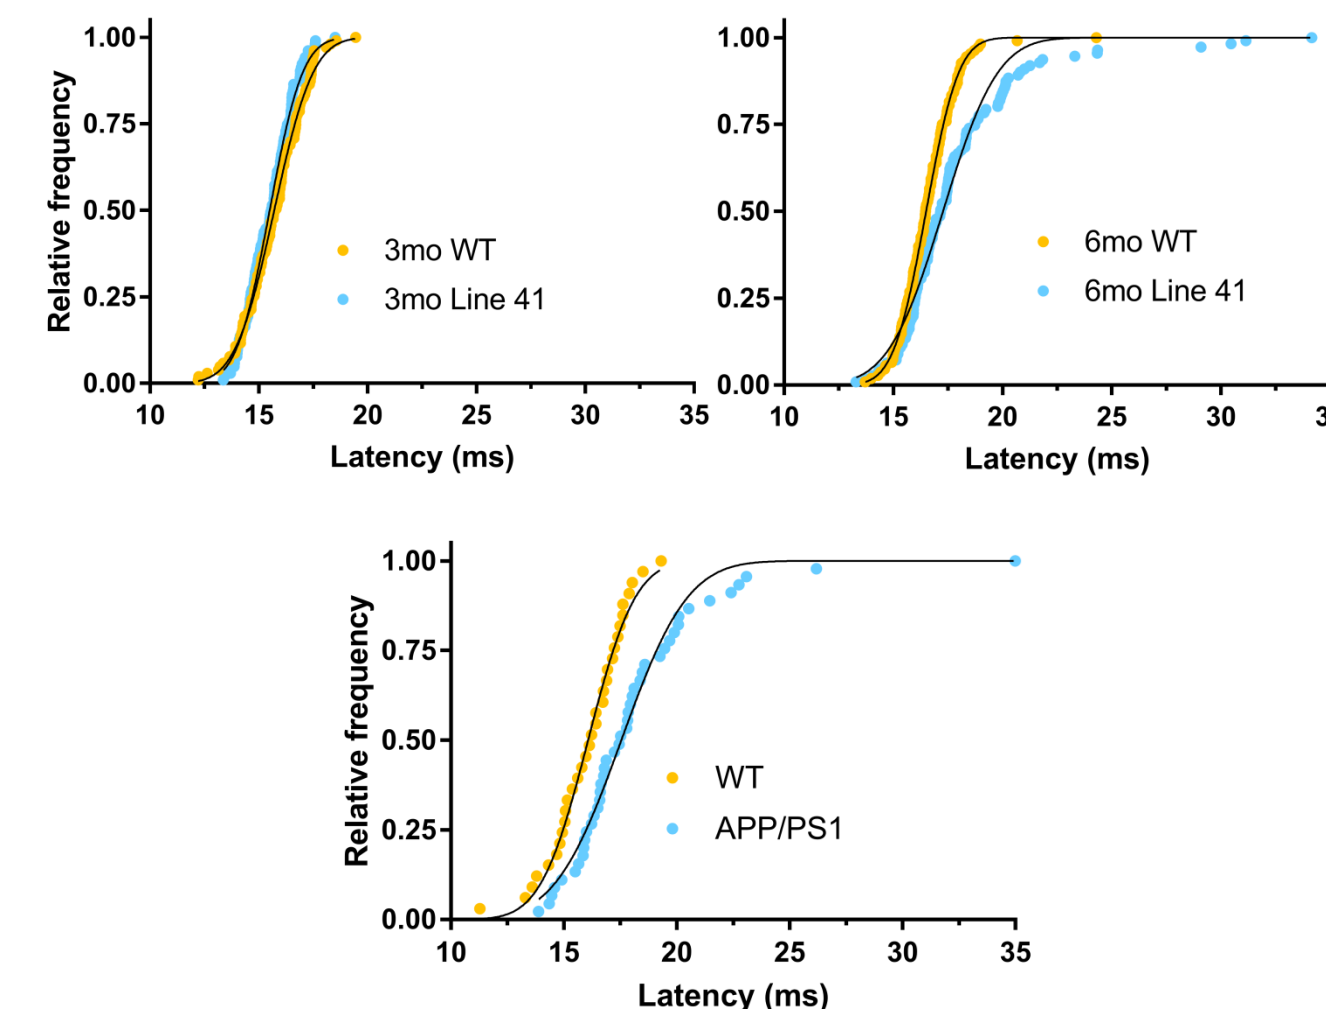 Relative frequency
1.00
0.75
0.50
0.25
0.00
10 15 20 25 30 35
Latency (ms)
3mo WT
3mo Line 41
1.00
0.75
0.50
0.25
0.00
10 15 20 25 30 3
Latency (ms)
6mo WT
6mo Line 41
Relative frequency
1.00
0.75
0.50
0.25
0.00
10 15 20 25 30 35
Latency (ms)
WT
APP/PS1